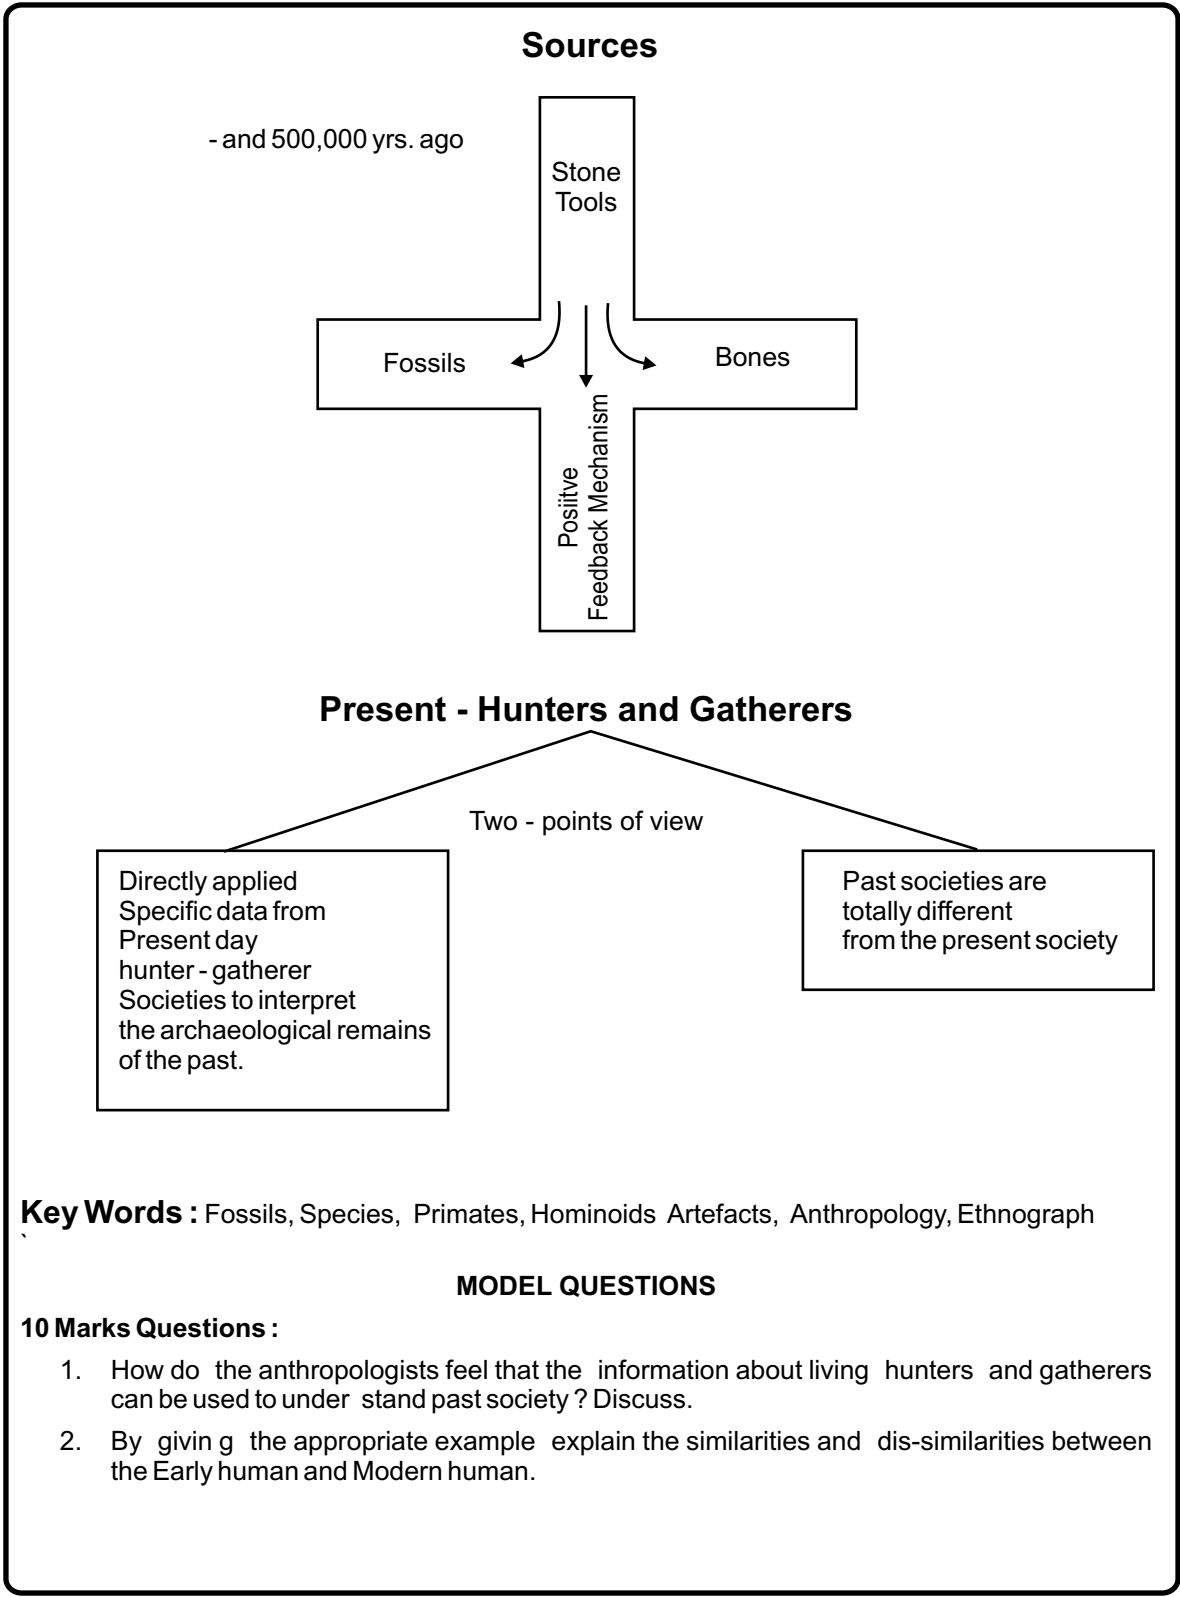 Sources
- and 500,000 yrs. ago
Stone
Tools
Fossils
Bones
Posiitve
Feedback Mechanism
Present - Hunters and Gatherers
Two - points of view
Directly applied
Specific data from
Present day
hunter - gatherer
Societies to interpret
the archaeological remains
of the past.
Past societies are
totally different
from the present society
Key Words : Fossils, Species, Primates, Hominoids Artefacts, Anthropology, Ethnograph
`
MODEL QUESTIONS
10 Marks Questions :
1. How do the anthropologists feel that the information about living hunters and gatherers
can be used to under stand past society ? Discuss.
2. By givin g the appropriate example explain the similarities and dis-similarities between
the Early human and Modern human.